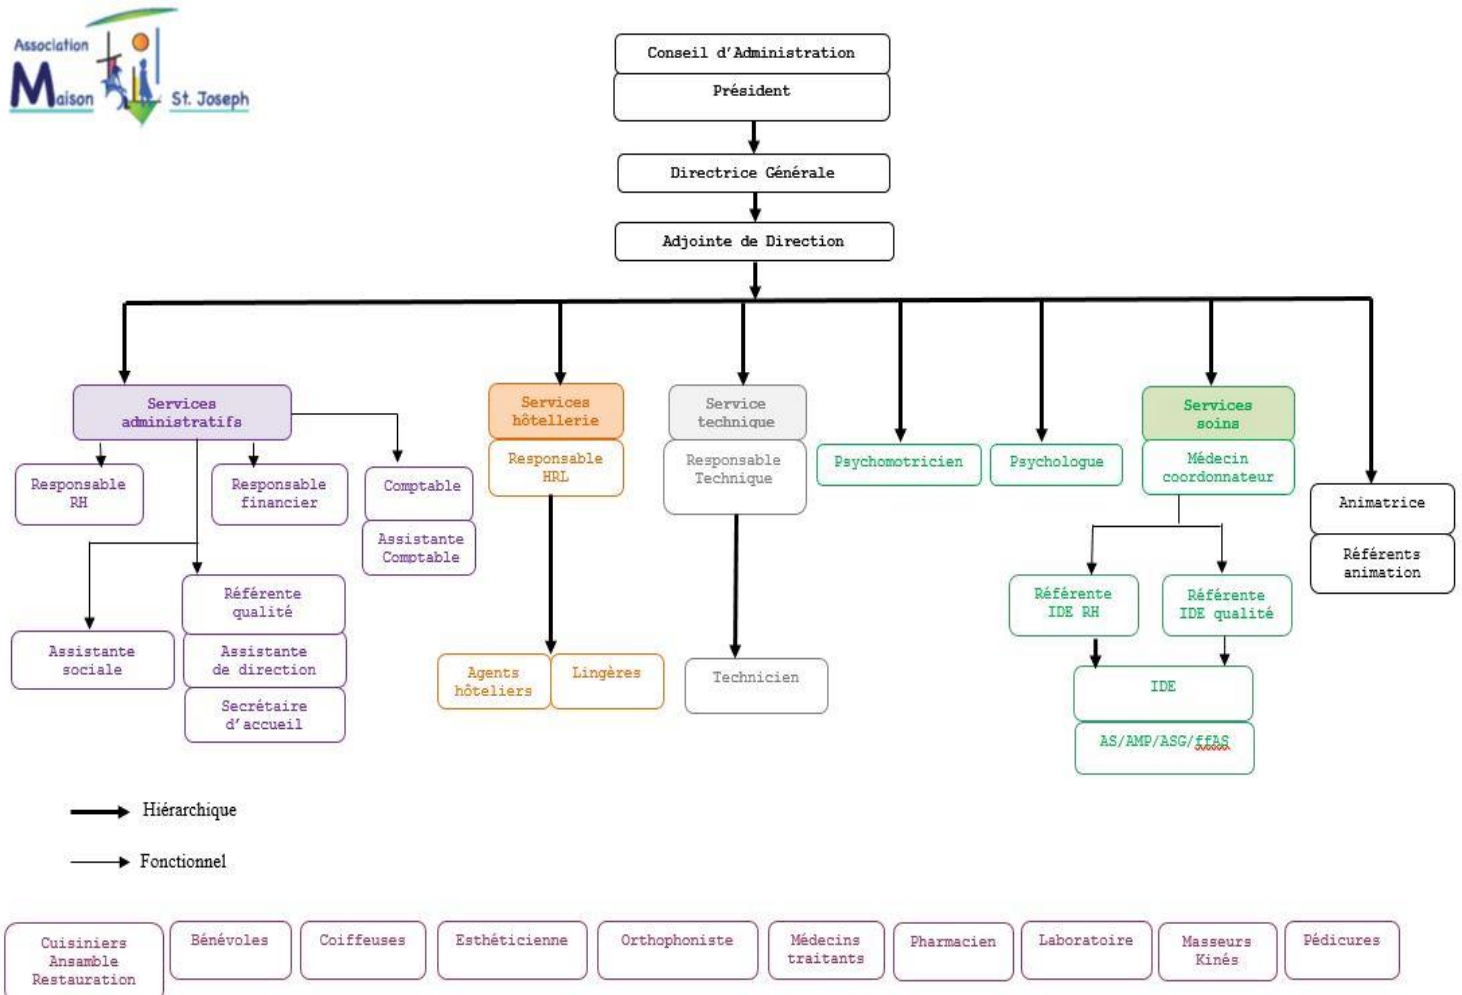 Association
Maison
St. Joseph
Conseil d'Administration
Président
Directrice Générale
Adjointe de Direction
Services
administratifs
Services
hôtellerie
Service
technique
Services
soins
Responsable
RH
Responsable
financier
Comptable
Assistante
Comptable
Responsable
HRL
Responsable
Technique
Psychomotricien
Psychologue
Médecin
coordonnateur
Animatrice
Référents
animation
Référente
qualité
Assistante
sociale
Assistante
de direction
Secrétaire
d'accueil
Agents
hôteliers
Lingères
Technicien
Référente
IDE RH
Référente
IDE qualité
IDE
AS/AMP/ASG/ffAS
Hiérarchique
Fonctionnel
Cuisiniers
Ansamble
Restauration
Bénévoles
Coiffeuses
Esthéticienne
Orthophoniste
Médecins
traitants
Pharmacien
Laboratoire
Masseurs
Kinés
Pédicures